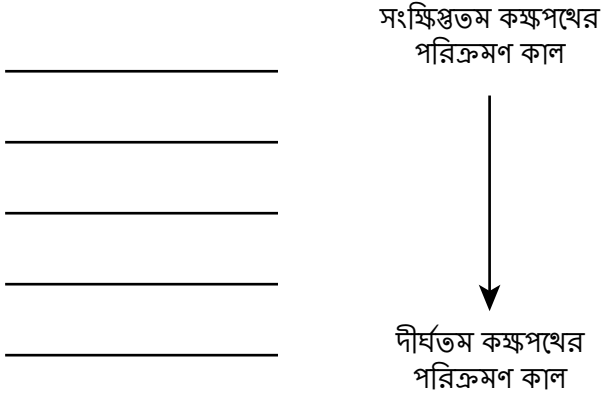 সংক্ষিপ্ততম কক্ষপথের
পরিক্রমণ কাল
দীর্ঘতম কক্ষপথের
পরিক্রমণ কাল